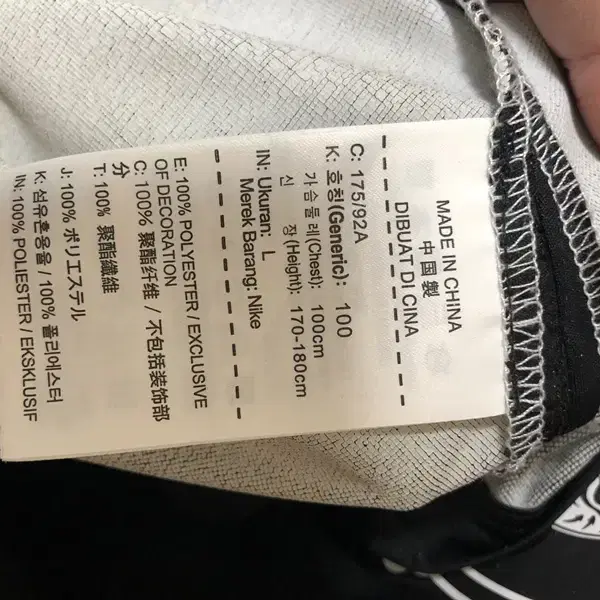 MADE IN CHINA
中国製
DIBUAT DI CINA
C: 175/92A
K: 호칭(Generic): 100
가슴둘레(Chest): 100cm
신 장(Height): 170-180cm
IN: Ukuran: L
Merek Barang: Nike
E: 100% POLYESTER / EXCLUSIVE
OF DECORATION
C: 100% 聚酯纤维 / 不包括装饰部
分
T: 100% 聚酯纖維
J: 100% ポリエステル
K: 섬유혼용율 / 100% 폴리에스터
IN: 100% POLIESTER / EKSKLUSIF